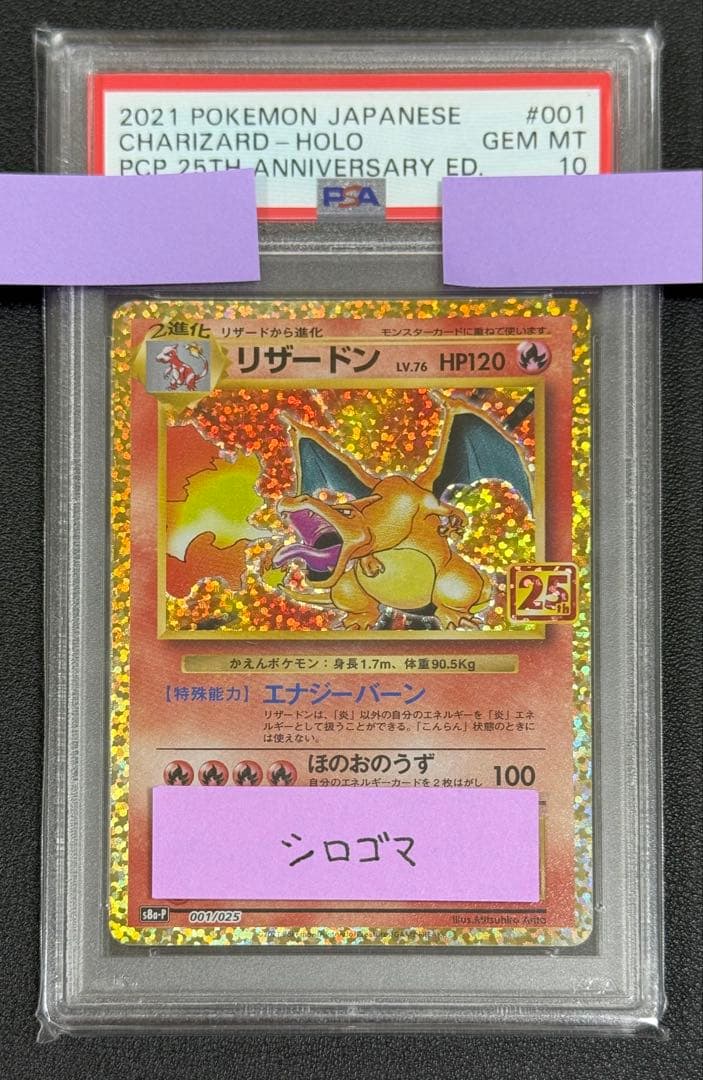 2021 POKEMON JAPANESE #001
CHARIZARD-HOLO GEM MT
PCP 25TH ANNIVERSARY ED. 10
PSA
2進化 リザードから進化 モンスターカードに重ねて使います。
リザードン LV.76 HP120
25th
かえんポケモン:身長1.7m、体重90.5Kg
【特殊能力】エナジーバーン
リザードンは、「炎」以外の自分のエネルギーを「炎」エネ
ルギーとして扱うことができる。「こんらん」状態のときに
は使えない。
ほのおのうず 100
自分のエネルギーカードを2枚はがし
シロゴマ
s8a-P 001/025 Illus.Mitsuhiro Arita